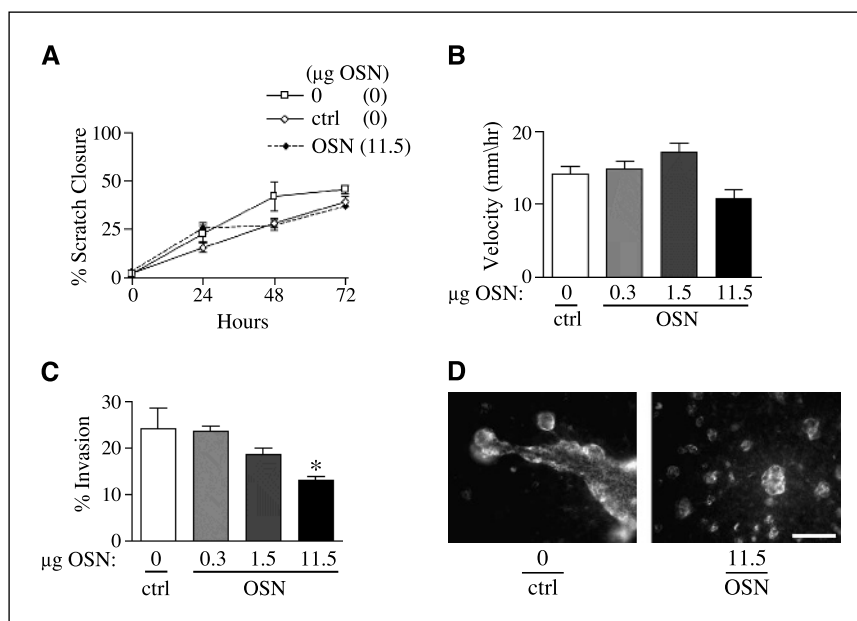 A
(µg OSN)
0 (0)
ctrl (0)
OSN (11.5)
% Scratch Closure
100
50
25
0
0 24 48 72
Hours
B
Velocity (mm\hr)
20
10
0
µg OSN: 0 0.3 1.5 11.5
ctrl OSN
C
% Invasion
30
20
10
0
*
µg OSN: 0 0.3 1.5 11.5
ctrl OSN
D
0 11.5
ctrl OSN